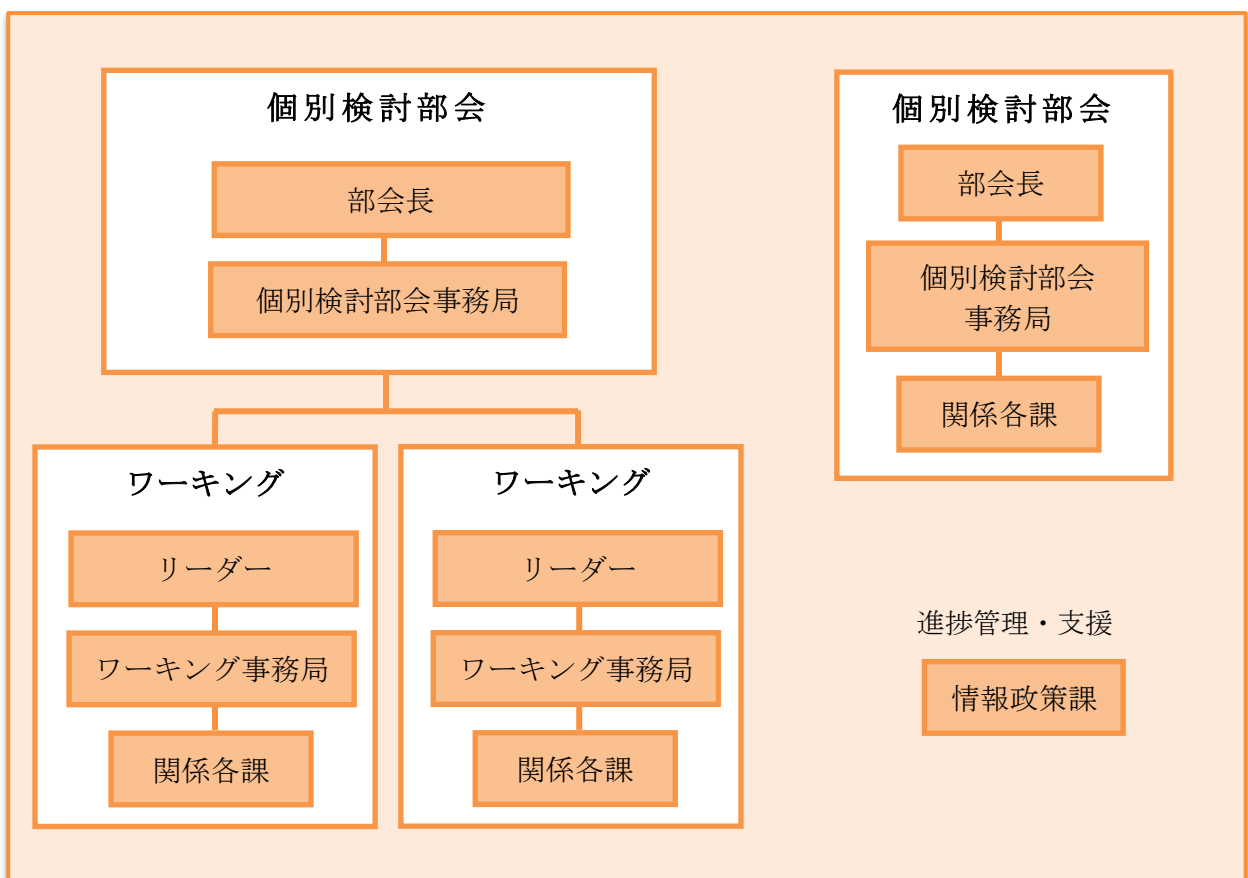 個別検討部会
部会長
個別検討部会事務局
ワーキング
リーダー
ワーキング事務局
関係各課
ワーキング
リーダー
ワーキング事務局
関係各課
個別検討部会
部会長
個別検討部会
事務局
関係各課
進捗管理・支援
情報政策課